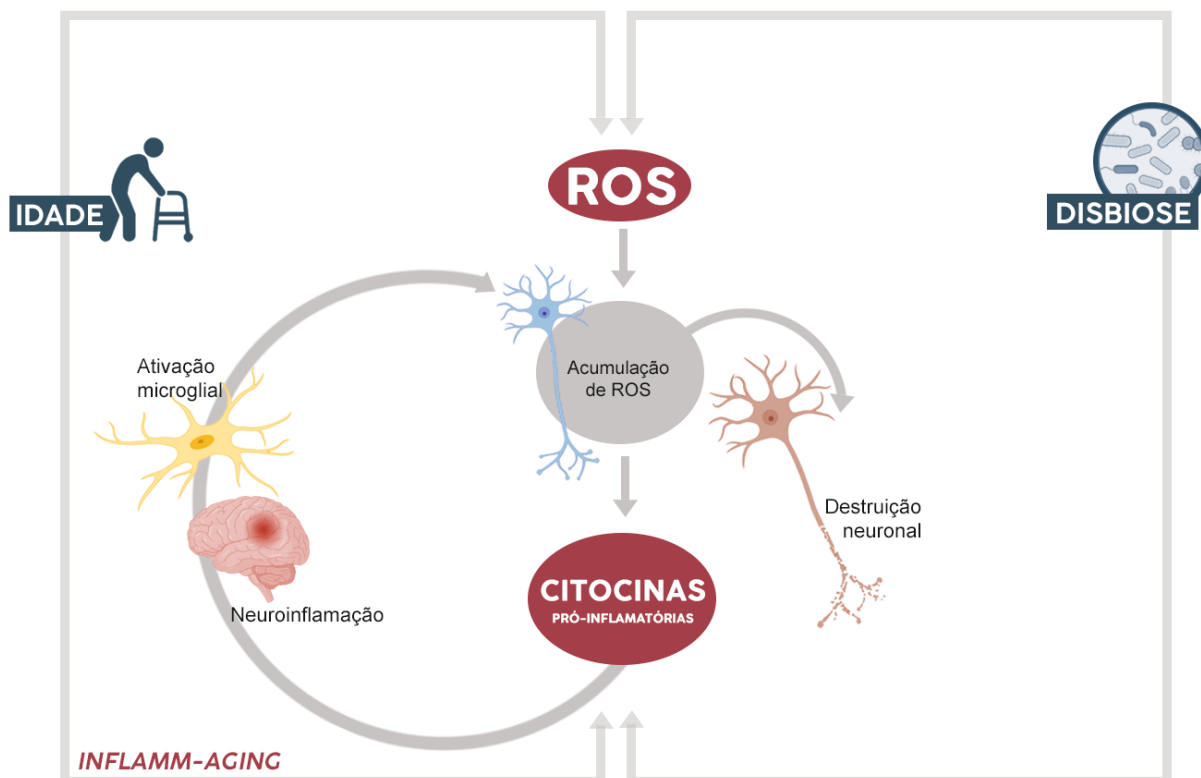 ROS
IDADE
DISBIOSE
Ativação
microglial
Acumulação
de ROS
Destruição
neuronal
CITOCINAS
PRÓ-INFLAMATÓRIAS
Neuroinflamação
INFLAMM-AGING